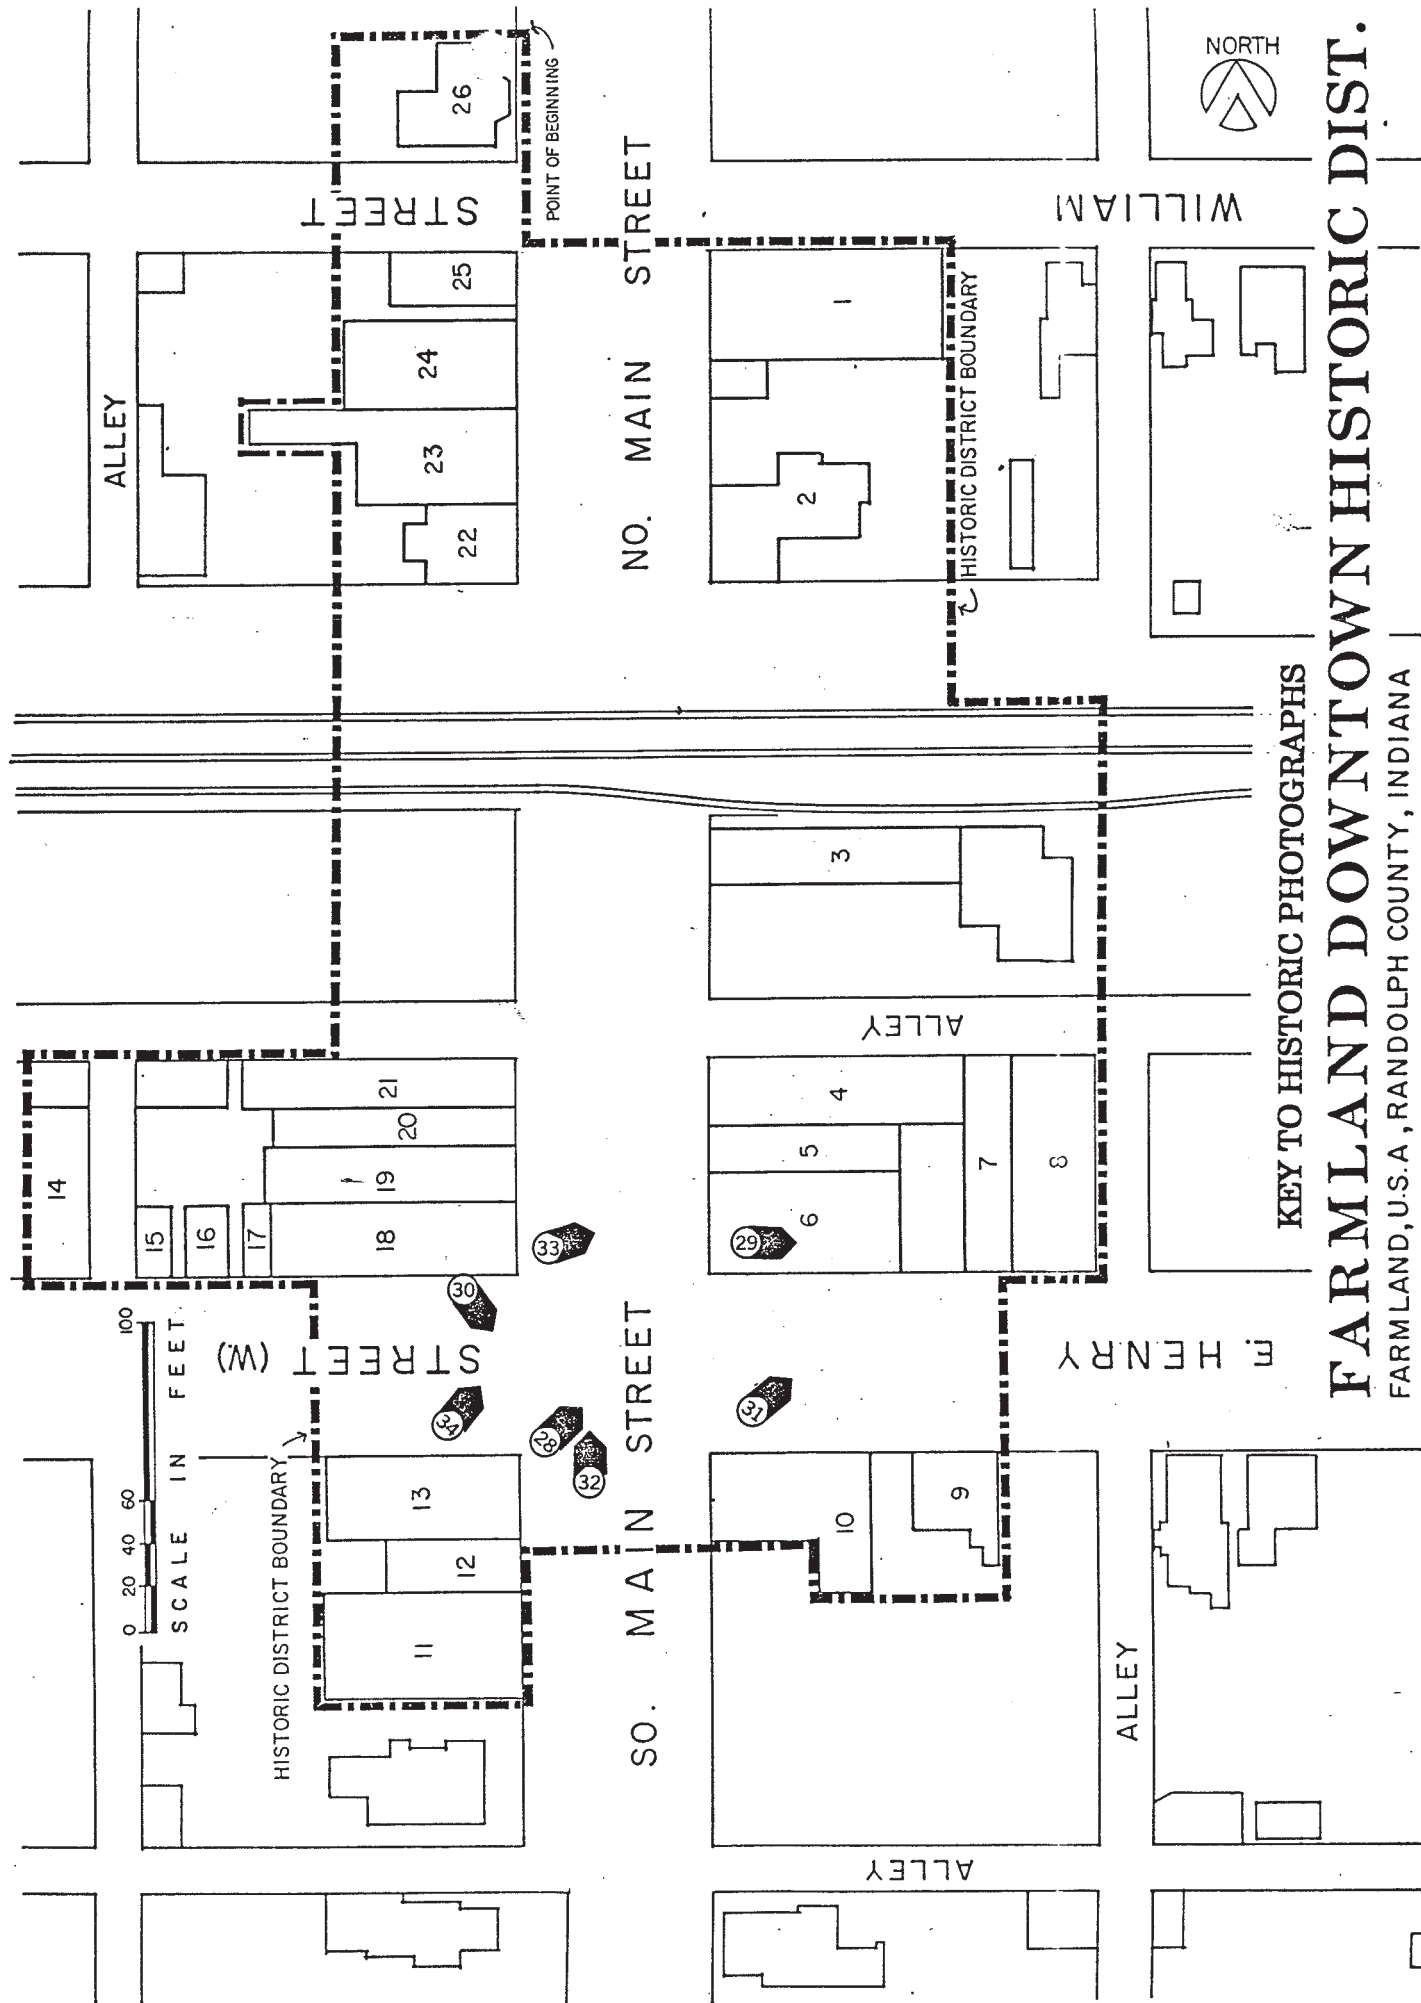 FARMLAND DOWNTOWN HISTORIC DIST.
FARMLAND, U.S.A., RANDOLPH COUNTY, INDIANA
KEY TO HISTORIC PHOTOGRAPHS
NORTH
POINT OF BEGINNING
HISTORIC DISTRICT BOUNDARY
HISTORIC DISTRICT BOUNDARY
SCALE IN FEET
0 20 40 60 100
NO. MAIN STREET
SO. MAIN STREET
WILLIAM STREET
E. HENRY STREET (W.)
ALLEY
ALLEY
ALLEY
ALLEY
1
2
3
4
5
6
7
8
9
10
11
12
13
14
15
16
17
18
19
20
21
22
23
24
25
26
28
29
30
31
32
33
34